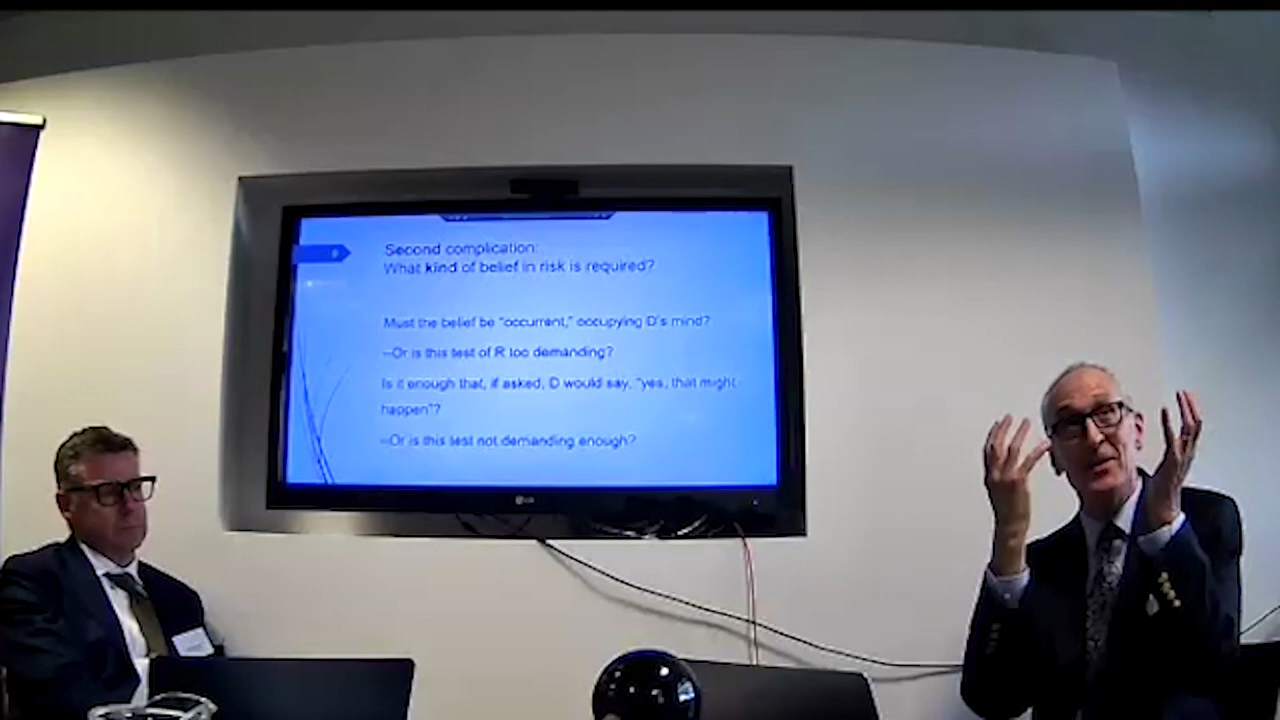 Second complication:
What kind of belief in risk is required?
Must the belief be "occurrent," occupying D's mind?
--Or is this test of R too demanding?
Is it enough that, if asked, D would say, "yes, that might
happen"?
--Or is this test not demanding enough?
LG